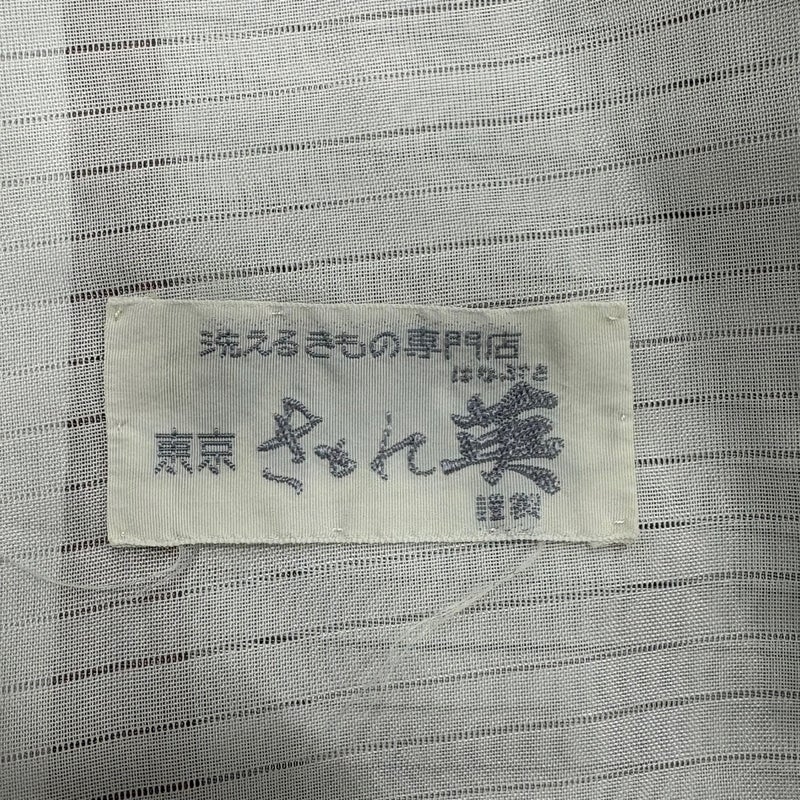 洗えるきもの専門店
はなぶさ
東京 きもの英
謹製